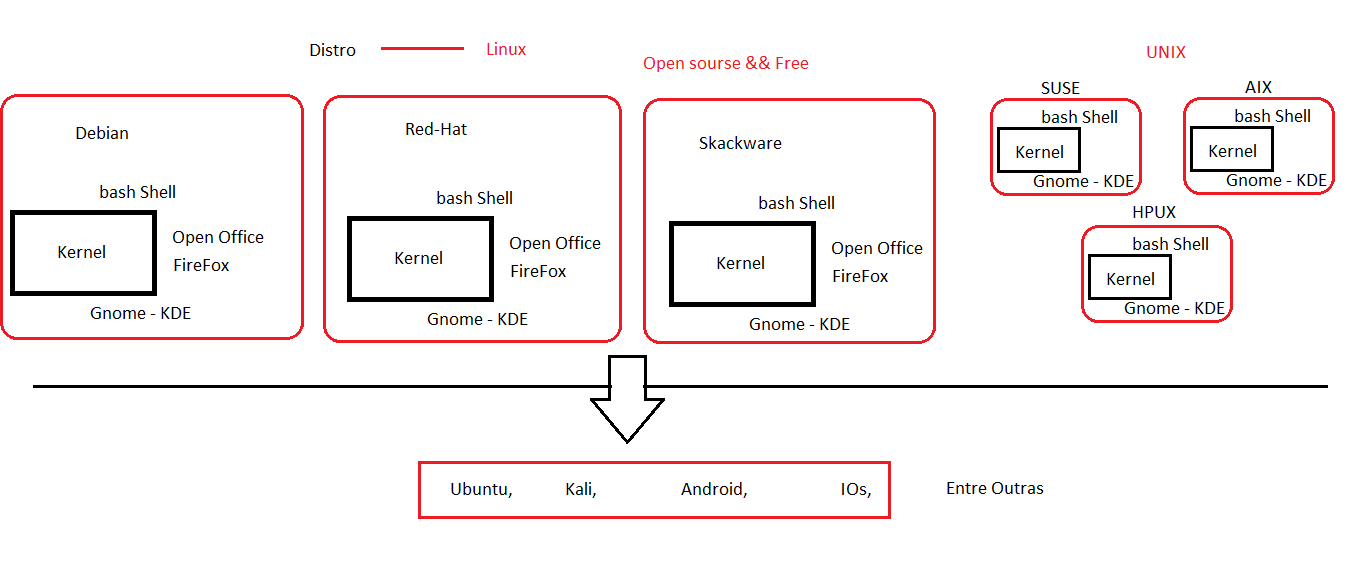 Distro
Linux
Open sourse && Free
UNIX
Debian
bash Shell
Kernel
Open Office
FireFox
Gnome - KDE
Red-Hat
bash Shell
Kernel
Open Office
FireFox
Gnome - KDE
Skackware
bash Shell
Kernel
Open Office
FireFox
Gnome - KDE
SUSE
bash Shell
Kernel
Gnome - KDE
AIX
bash Shell
Kernel
Gnome - KDE
HPUX
bash Shell
Kernel
Gnome - KDE
Ubuntu, Kali, Android, IOs, Entre Outras